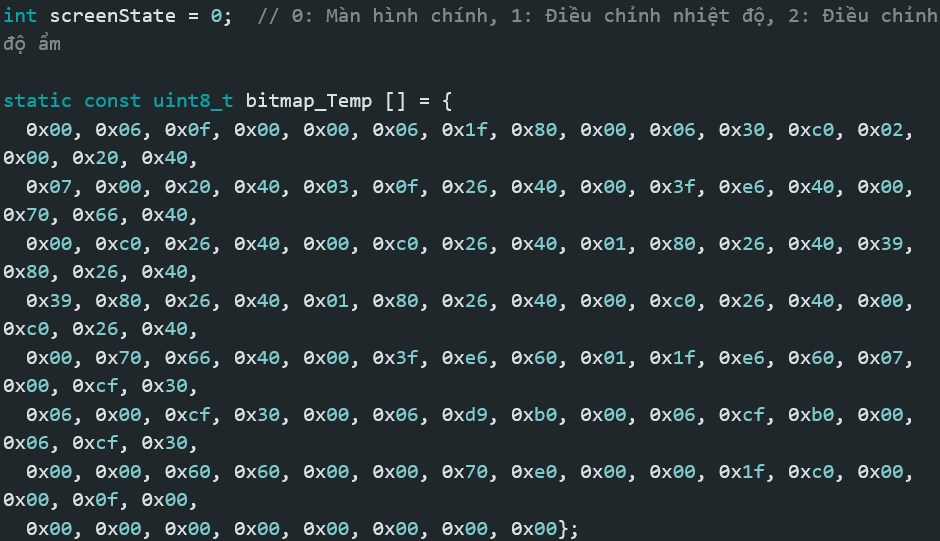 int screenState = 0;  // 0: Màn hình chính, 1: Điều chỉnh nhiệt độ, 2: Điều chỉnh
độ ẩm
static const uint8_t bitmap_Temp [] = {
  0x00, 0x06, 0x0f, 0x00, 0x00, 0x06, 0x1f, 0x80, 0x00, 0x06, 0x30, 0xc0, 0x02,
0x00, 0x20, 0x40,
  0x07, 0x00, 0x20, 0x40, 0x03, 0x0f, 0x26, 0x40, 0x00, 0x3f, 0xe6, 0x40, 0x00,
0x70, 0x66, 0x40,
  0x00, 0xc0, 0x26, 0x40, 0x00, 0xc0, 0x26, 0x40, 0x01, 0x80, 0x26, 0x40, 0x39,
0x80, 0x26, 0x40,
  0x39, 0x80, 0x26, 0x40, 0x01, 0x80, 0x26, 0x40, 0x00, 0xc0, 0x26, 0x40, 0x00,
0xc0, 0x26, 0x40,
  0x00, 0x70, 0x66, 0x40, 0x00, 0x3f, 0xe6, 0x60, 0x01, 0x1f, 0xe6, 0x60, 0x07,
0x00, 0xcf, 0x30,
  0x06, 0x00, 0xcf, 0x30, 0x00, 0x06, 0xd9, 0xb0, 0x00, 0x06, 0xcf, 0xb0, 0x00,
0x06, 0xcf, 0x30,
  0x00, 0x00, 0x60, 0x60, 0x00, 0x00, 0x70, 0xe0, 0x00, 0x00, 0x1f, 0xc0, 0x00,
0x00, 0x0f, 0x00,
  0x00, 0x00, 0x00, 0x00, 0x00, 0x00, 0x00, 0x00};